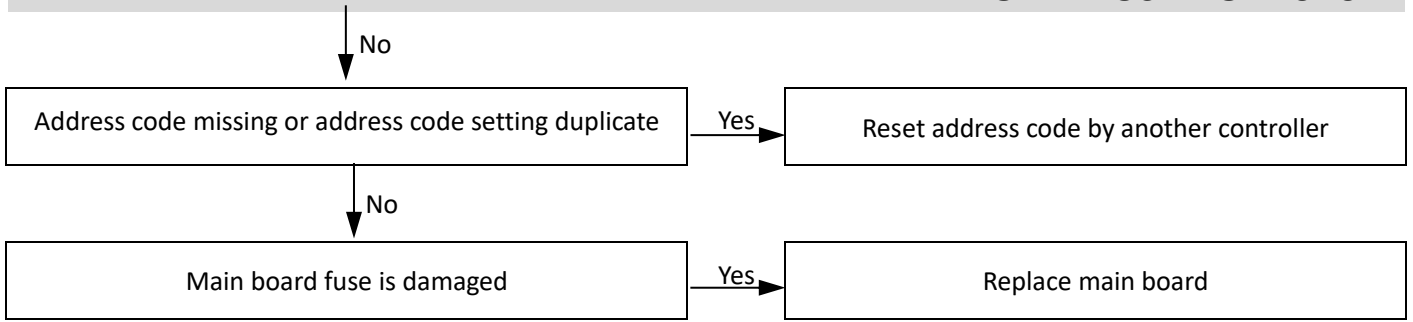 No
Address code missing or address code setting duplicate
Yes
Reset address code by another controller
No
Main board fuse is damaged
Yes
Replace main board